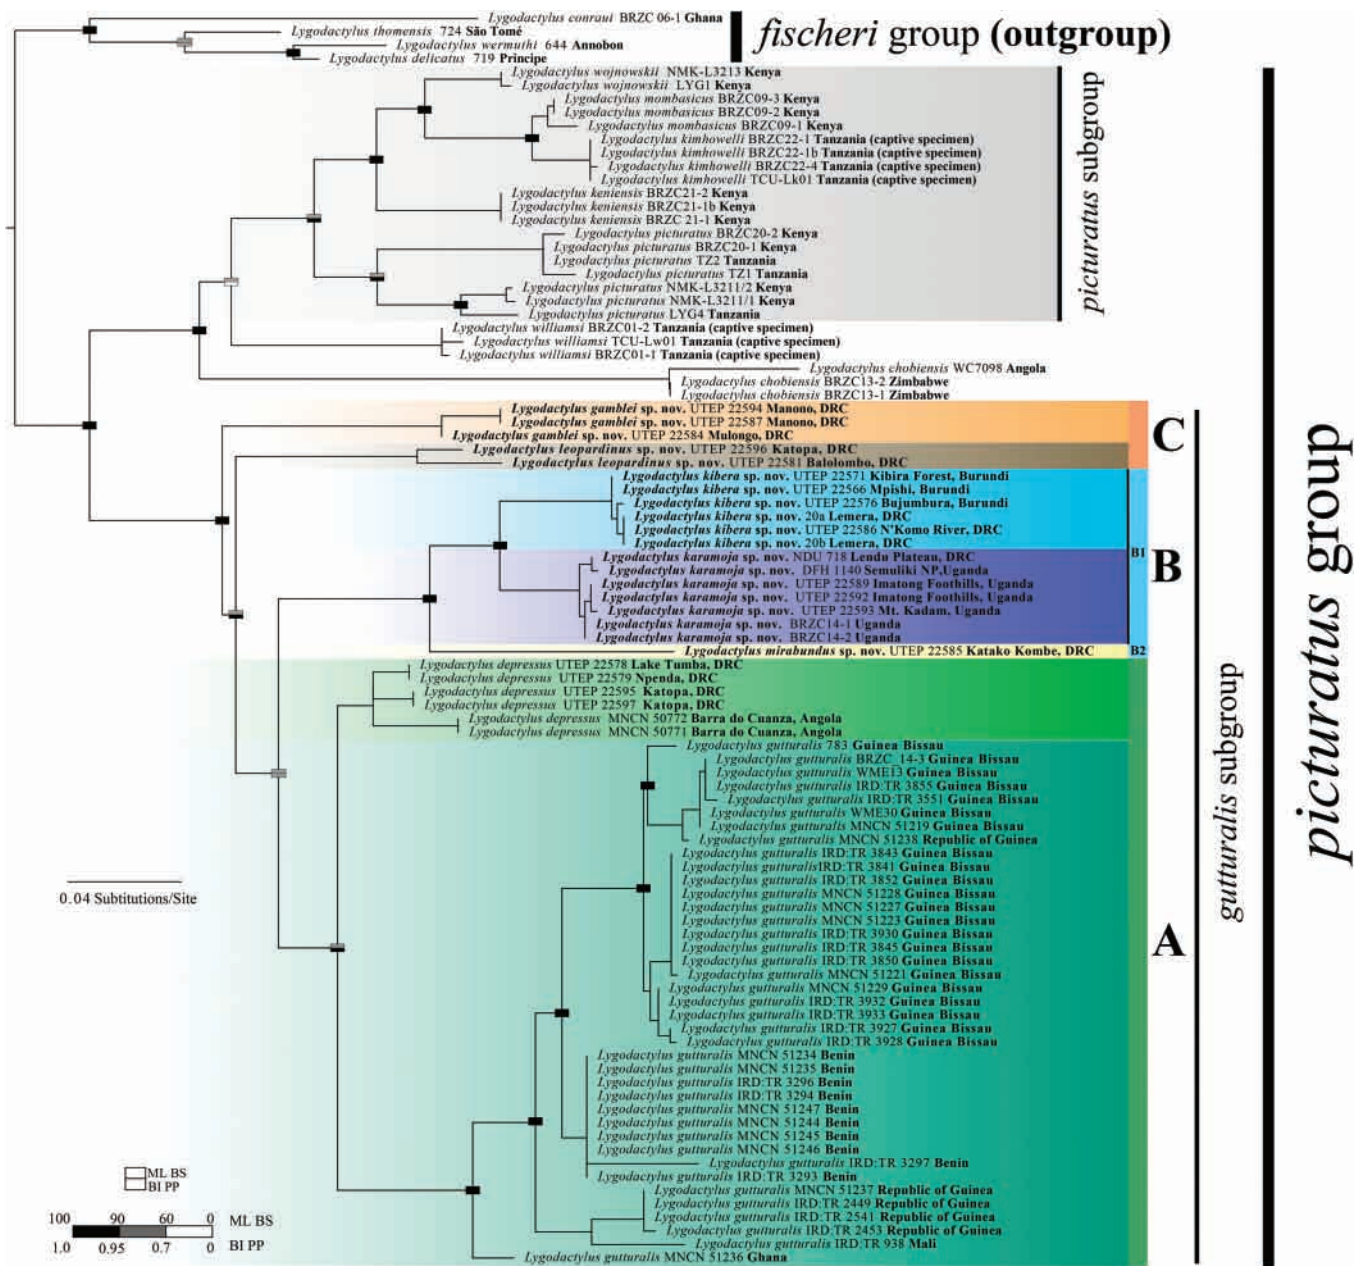 Lygodactylus conraui BRZC 06-1 Ghana
Lygodactylus thomensis 724 São Tomé
Lygodactylus wermuthi 644 Annobon
Lygodactylus delicatus 719 Principe
fischeri group (outgroup)
Lygodactylus wojnowskii NMK-L3213 Kenya
Lygodactylus wojnowskii LYG1 Kenya
Lygodactylus mombasicus BRZC09-3 Kenya
Lygodactylus mombasicus BRZC09-2 Kenya
Lygodactylus mombasicus BRZC09-1 Kenya
Lygodactylus kimhowelli BRZC22-1 Tanzania (captive specimen)
Lygodactylus kimhowelli BRZC22-1b Tanzania (captive specimen)
Lygodactylus kimhowelli BRZC22-4 Tanzania (captive specimen)
Lygodactylus kimhowelli TCU-Lk01 Tanzania (captive specimen)
Lygodactylus keniensis BRZC21-2 Kenya
Lygodactylus keniensis BRZC21-1b Kenya
Lygodactylus keniensis BRZC 21-1 Kenya
Lygodactylus picturatus BRZC20-2 Kenya
Lygodactylus picturatus BRZC20-1 Kenya
Lygodactylus picturatus TZ2 Tanzania
Lygodactylus picturatus TZ1 Tanzania
Lygodactylus picturatus NMK-L3211/2 Kenya
Lygodactylus picturatus NMK-L3211/1 Kenya
Lygodactylus picturatus LYG4 Tanzania
picturatus subgroup
Lygodactylus williamsi BRZC01-2 Tanzania (captive specimen)
Lygodactylus williamsi TCU-Lw01 Tanzania (captive specimen)
Lygodactylus williamsi BRZC01-1 Tanzania (captive specimen)
Lygodactylus chobiensis WC7098 Angola
Lygodactylus chobiensis BRZC13-2 Zimbabwe
Lygodactylus chobiensis BRZC13-1 Zimbabwe
Lygodactylus gamblei sp. nov. UTEP 22594 Manono, DRC
Lygodactylus gamblei sp. nov. UTEP 22587 Manono, DRC
Lygodactylus gamblei sp. nov. UTEP 22584 Mulongo, DRC
Lygodactylus leopardinus sp. nov. UTEP 22596 Katopa, DRC
Lygodactylus leopardinus sp. nov. UTEP 22581 Balolombo, DRC
C
Lygodactylus kibera sp. nov. UTEP 22571 Kibira Forest, Burundi
Lygodactylus kibera sp. nov. UTEP 22566 Mpishi, Burundi
Lygodactylus kibera sp. nov. UTEP 22576 Bujumbura, Burundi
Lygodactylus kibera sp. nov. 20a Lemera, DRC
Lygodactylus kibera sp. nov. UTEP 22586 N'Komo River, DRC
Lygodactylus kibera sp. nov. 20b Lemera, DRC
Lygodactylus karamoja sp. nov. NDU 718 Lendu Plateau, DRC
Lygodactylus karamoja sp. nov. DFH 1140 Semuliki NP,Uganda
Lygodactylus karamoja sp. nov. UTEP 22589 Imatong Foothills, Uganda
Lygodactylus karamoja sp. nov. UTEP 22592 Imatong Foothills, Uganda
Lygodactylus karamoja sp. nov. UTEP 22593 Mt. Kadam, Uganda
Lygodactylus karamoja sp. nov. BRZC14-1 Uganda
Lygodactylus karamoja sp. nov. BRZC14-2 Uganda
B1
B
Lygodactylus mirabundus sp. nov. UTEP 22585 Katako Kombe, DRC
B2
Lygodactylus depressus UTEP 22578 Lake Tumba, DRC
Lygodactylus depressus UTEP 22579 Npenda, DRC
Lygodactylus depressus UTEP 22595 Katopa, DRC
Lygodactylus depressus UTEP 22597 Katopa, DRC
Lygodactylus depressus MNCN 50772 Barra do Cuanza, Angola
Lygodactylus depressus MNCN 50771 Barra do Cuanza, Angola
Lygodactylus gutturalis 783 Guinea Bissau
Lygodactylus gutturalis BRZC_14-3 Guinea Bissau
Lygodactylus gutturalis WME13 Guinea Bissau
Lygodactylus gutturalis IRD:TR 3855 Guinea Bissau
Lygodactylus gutturalis IRD:TR 3551 Guinea Bissau
Lygodactylus gutturalis WME30 Guinea Bissau
Lygodactylus gutturalis MNCN 51219 Guinea Bissau
Lygodactylus gutturalis MNCN 51238 Republic of Guinea
Lygodactylus gutturalis IRD:TR 3843 Guinea Bissau
Lygodactylus gutturalisIRD:TR 3841 Guinea Bissau
Lygodactylus gutturalis IRD:TR 3852 Guinea Bissau
Lygodactylus gutturalis MNCN 51228 Guinea Bissau
Lygodactylus gutturalis MNCN 51227 Guinea Bissau
Lygodactylus gutturalis MNCN 51223 Guinea Bissau
Lygodactylus gutturalis IRD:TR 3930 Guinea Bissau
Lygodactylus gutturalis IRD:TR 3845 Guinea Bissau
Lygodactylus gutturalis IRD:TR 3850 Guinea Bissau
Lygodactylus gutturalis MNCN 51221 Guinea Bissau
Lygodactylus gutturalis MNCN 51229 Guinea Bissau
Lygodactylus gutturalis IRD:TR 3932 Guinea Bissau
Lygodactylus gutturalis IRD:TR 3933 Guinea Bissau
Lygodactylus gutturalis IRD:TR 3927 Guinea Bissau
Lygodactylus gutturalis IRD:TR 3928 Guinea Bissau
Lygodactylus gutturalis MNCN 51234 Benin
Lygodactylus gutturalis MNCN 51235 Benin
Lygodactylus gutturalis IRD:TR 3296 Benin
Lygodactylus gutturalis IRD:TR 3294 Benin
Lygodactylus gutturalis MNCN 51247 Benin
Lygodactylus gutturalis MNCN 51244 Benin
Lygodactylus gutturalis MNCN 51245 Benin
Lygodactylus gutturalis MNCN 51246 Benin
Lygodactylus gutturalis IRD:TR 3297 Benin
Lygodactylus gutturalis IRD:TR 3293 Benin
Lygodactylus gutturalis MNCN 51237 Republic of Guinea
Lygodactylus gutturalis IRD:TR 2449 Republic of Guinea
Lygodactylus gutturalis IRD:TR 2541 Republic of Guinea
Lygodactylus gutturalis IRD:TR 2453 Republic of Guinea
Lygodactylus gutturalis IRD:TR 938 Mali
Lygodactylus gutturalis MNCN 51236 Ghana
A
gutturalis subgroup
picturatus group
0.04 Subtitutions/Site
ML BS
BI PP
100 90 60 0 ML BS
1.0 0.95 0.7 0 BI PP